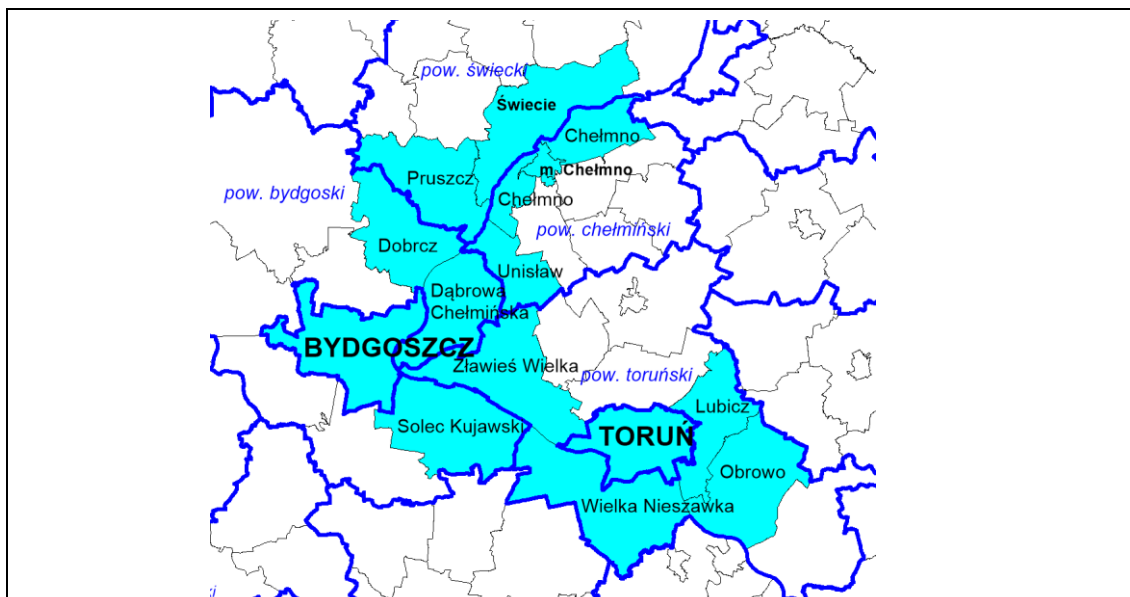 pow. świecki
Świecie
Chełmno
m. Chełmno
Pruszcz
pow. bydgoski
Chełmno
pow. chełmiński
Dobrcz
Unisław
Dąbrowa
Chełmińska
BYDGOSZCZ
Zławieś Wielka
pow. toruński
Lubicz
Solec Kujawski
TORUŃ
Obrowo
Wielka Nieszawka